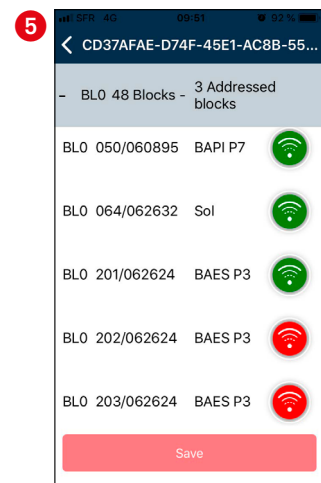 5
SFR 4G 09:51 92 %
CD37AFAE-D74F-45E1-AC8B-55...
– BL0 48 Blocks - 3 Addressed blocks
BL0 050/060895 BAPI P7
BL0 064/062632 Sol
BL0 201/062624 BAES P3
BL0 202/062624 BAES P3
BL0 203/062624 BAES P3
Save